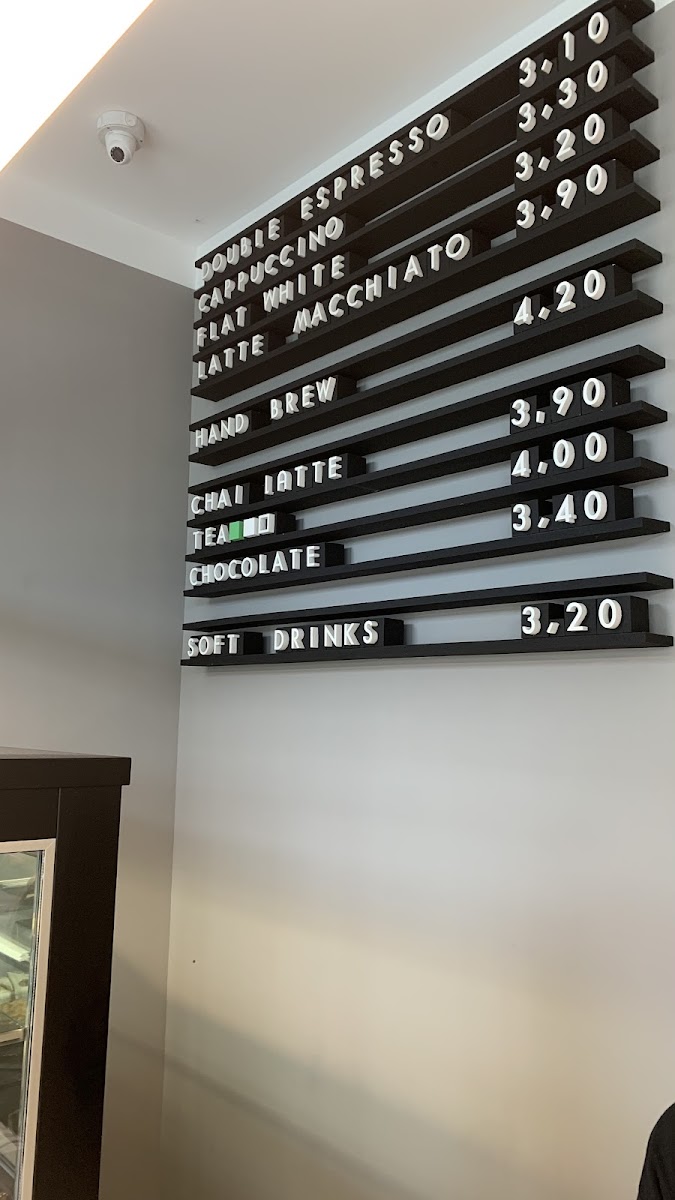 DOUBLE ESPRESSO 3,10
CAPPUCCINO 3,30
FLAT WHITE 3,20
LATTE MACCHIATO 3,90
HAND BREW 4,20
CHAI LATTE 3,90
TEA 4,00
CHOCOLATE 3,40
SOFT DRINKS 3,20